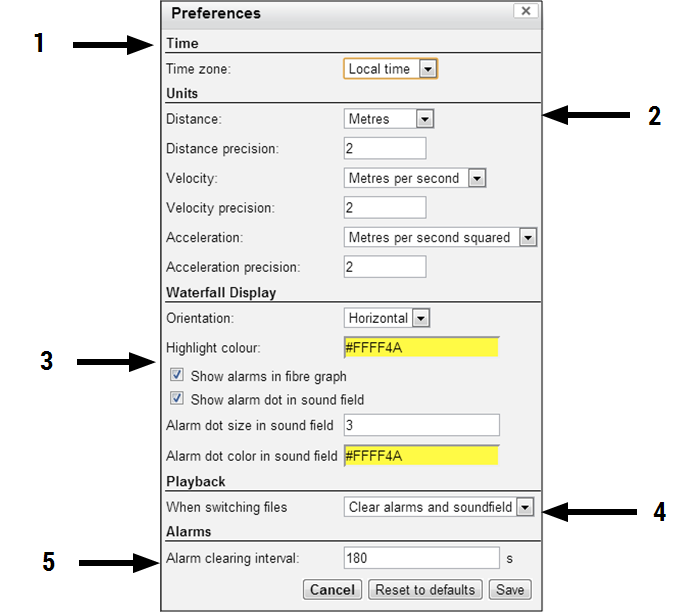 Preferences
1
Time
Time zone: Local time
Units
2
Distance: Metres
Distance precision: 2
Velocity: Metres per second
Velocity precision: 2
Acceleration: Metres per second squared
Acceleration precision: 2
Waterfall Display
Orientation: Horizontal
3
Highlight colour: #FFFF4A
Show alarms in fibre graph
Show alarm dot in sound field
Alarm dot size in sound field 3
Alarm dot color in sound field #FFFF4A
Playback
When switching files Clear alarms and soundfield
4
Alarms
5
Alarm clearing interval: 180 s
Cancel Reset to defaults Save